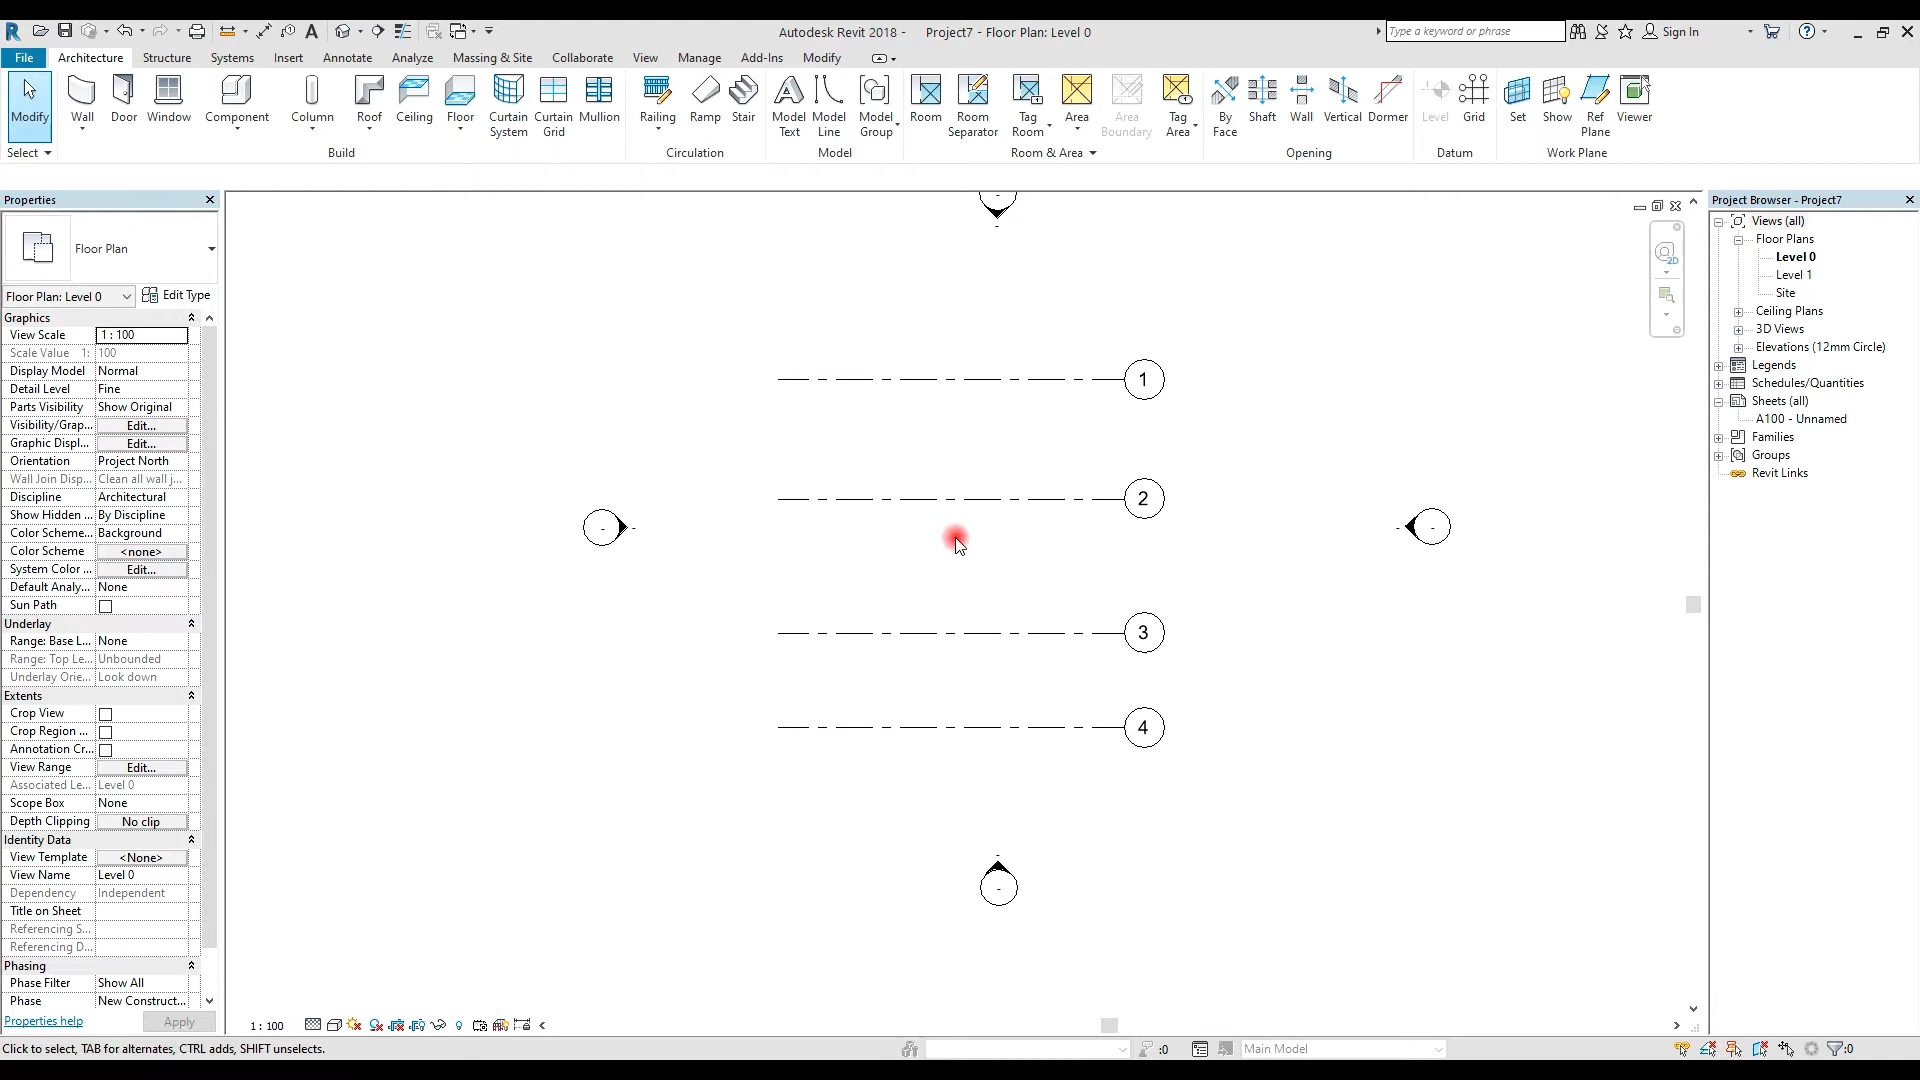 Autodesk Revit 2018 - Project7 - Floor Plan: Level 0
Type a keyword or phrase
Sign In
File Architecture Structure Systems Insert Annotate Analyze Massing & Site Collaborate View Manage Add-Ins Modify
Modify
Wall
Door
Window
Component
Column
Roof
Ceiling
Floor
Curtain System
Curtain Grid
Mullion
Railing
Ramp
Stair
Model Text
Model Line
Model Group
Room
Room Separator
Tag Room
Area
Area Boundary
Tag Area
By Face
Shaft
Wall
Vertical
Dormer
Level
Grid
Set
Show
Ref Plane
Viewer
Select Build Circulation Model Room & Area Opening Datum Work Plane
Properties
Floor Plan
Floor Plan: Level 0 Edit Type
Graphics
View Scale 1 : 100
Scale Value 1: 100
Display Model Normal
Detail Level Fine
Parts Visibility Show Original
Visibility/Grap... Edit...
Graphic Displ... Edit...
Orientation Project North
Wall Join Disp... Clean all wall j...
Discipline Architectural
Show Hidden ... By Discipline
Color Scheme... Background
Color Scheme <none>
System Color ... Edit...
Default Analy... None
Sun Path
Underlay
Range: Base L... None
Range: Top Le... Unbounded
Underlay Orie... Look down
Extents
Crop View
Crop Region ...
Annotation Cr...
View Range Edit...
Associated Le... Level 0
Scope Box None
Depth Clipping No clip
Identity Data
View Template <None>
View Name Level 0
Dependency Independent
Title on Sheet
Referencing S...
Referencing D...
Phasing
Phase Filter Show All
Phase New Construct...
Properties help Apply
1
2
3
4
2D
Project Browser - Project7
Views (all)
Floor Plans
Level 0
Level 1
Site
Ceiling Plans
3D Views
Elevations (12mm Circle)
Legends
Schedules/Quantities
Sheets (all)
A100 - Unnamed
Families
Groups
Revit Links
1 : 100
Click to select, TAB for alternates, CTRL adds, SHIFT unselects.
:0
Main Model
:0